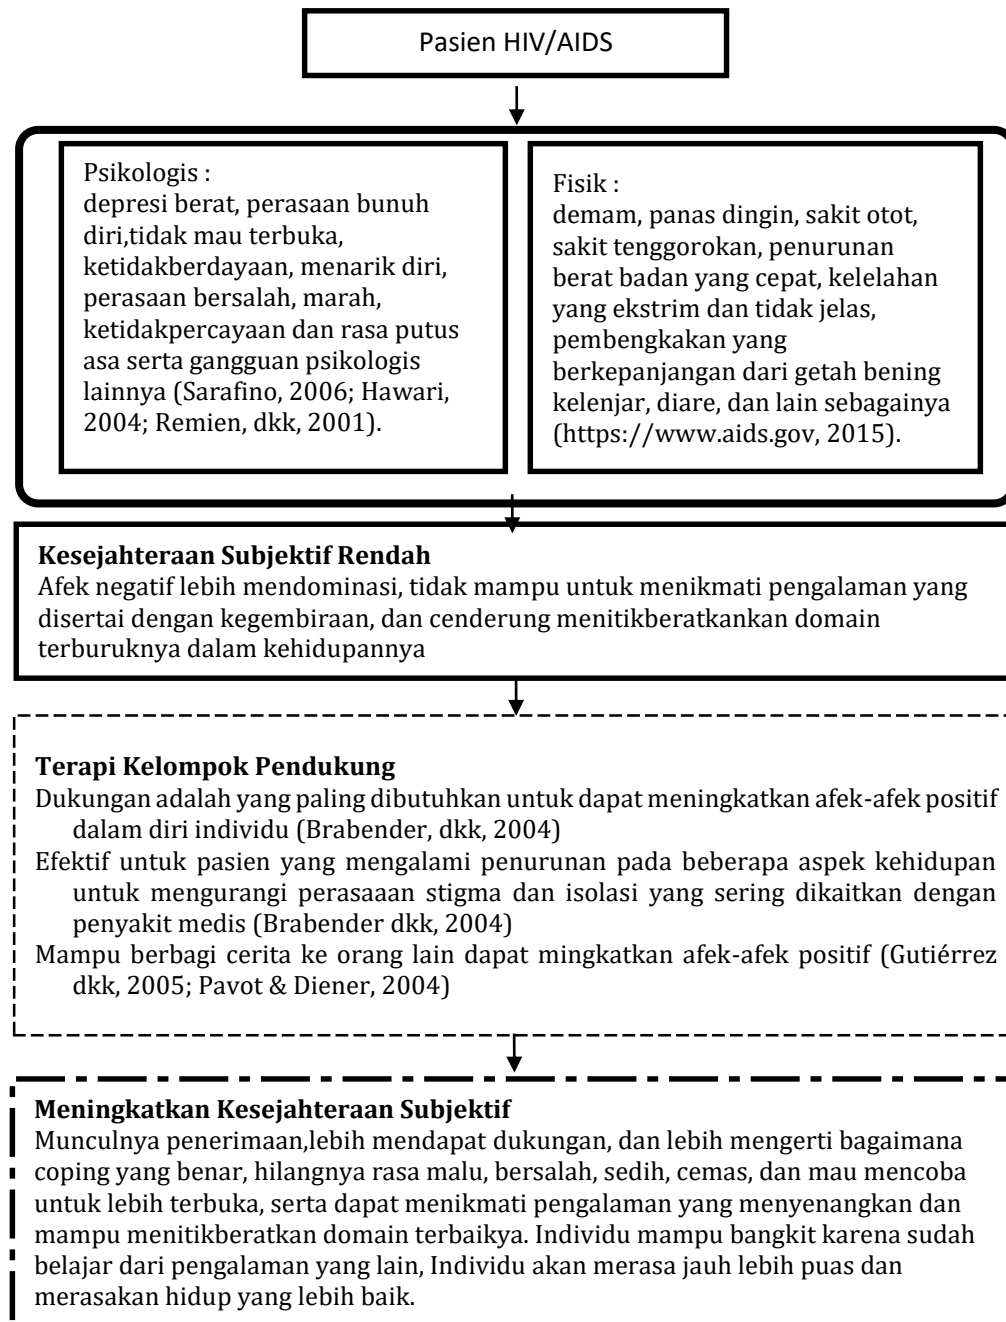 Pasien HIV/AIDS
Psikologis :
depresi berat, perasaan bunuh
diri,tidak mau terbuka,
ketidakberdayaan, menarik diri,
perasaan bersalah, marah,
ketidakpercayaan dan rasa putus
asa serta gangguan psikologis
lainnya (Sarafino, 2006; Hawari,
2004; Remien, dkk, 2001).
Fisik :
demam, panas dingin, sakit otot,
sakit tenggorokan, penurunan
berat badan yang cepat, kelelahan
yang ekstrim dan tidak jelas,
pembengkakan yang
berkepanjangan dari getah bening
kelenjar, diare, dan lain sebagainya
(https://www.aids.gov, 2015).
Kesejahteraan Subjektif Rendah
Afek negatif lebih mendominasi, tidak mampu untuk menikmati pengalaman yang
disertai dengan kegembiraan, dan cenderung menitikberatkankan domain
terburuknya dalam kehidupannya
Terapi Kelompok Pendukung
Dukungan adalah yang paling dibutuhkan untuk dapat meningkatkan afek-afek positif
dalam diri individu (Brabender, dkk, 2004)
Efektif untuk pasien yang mengalami penurunan pada beberapa aspek kehidupan
untuk mengurangi perasaaan stigma dan isolasi yang sering dikaitkan dengan
penyakit medis (Brabender dkk, 2004)
Mampu berbagi cerita ke orang lain dapat mingkatkan afek-afek positif (Gutiérrez
dkk, 2005; Pavot & Diener, 2004)
Meningkatkan Kesejahteraan Subjektif
Munculnya penerimaan,lebih mendapat dukungan, dan lebih mengerti bagaimana
coping yang benar, hilangnya rasa malu, bersalah, sedih, cemas, dan mau mencoba
untuk lebih terbuka, serta dapat menikmati pengalaman yang menyenangkan dan
mampu menitikberatkan domain terbaikya. Individu mampu bangkit karena sudah
belajar dari pengalaman yang lain, Individu akan merasa jauh lebih puas dan
merasakan hidup yang lebih baik.